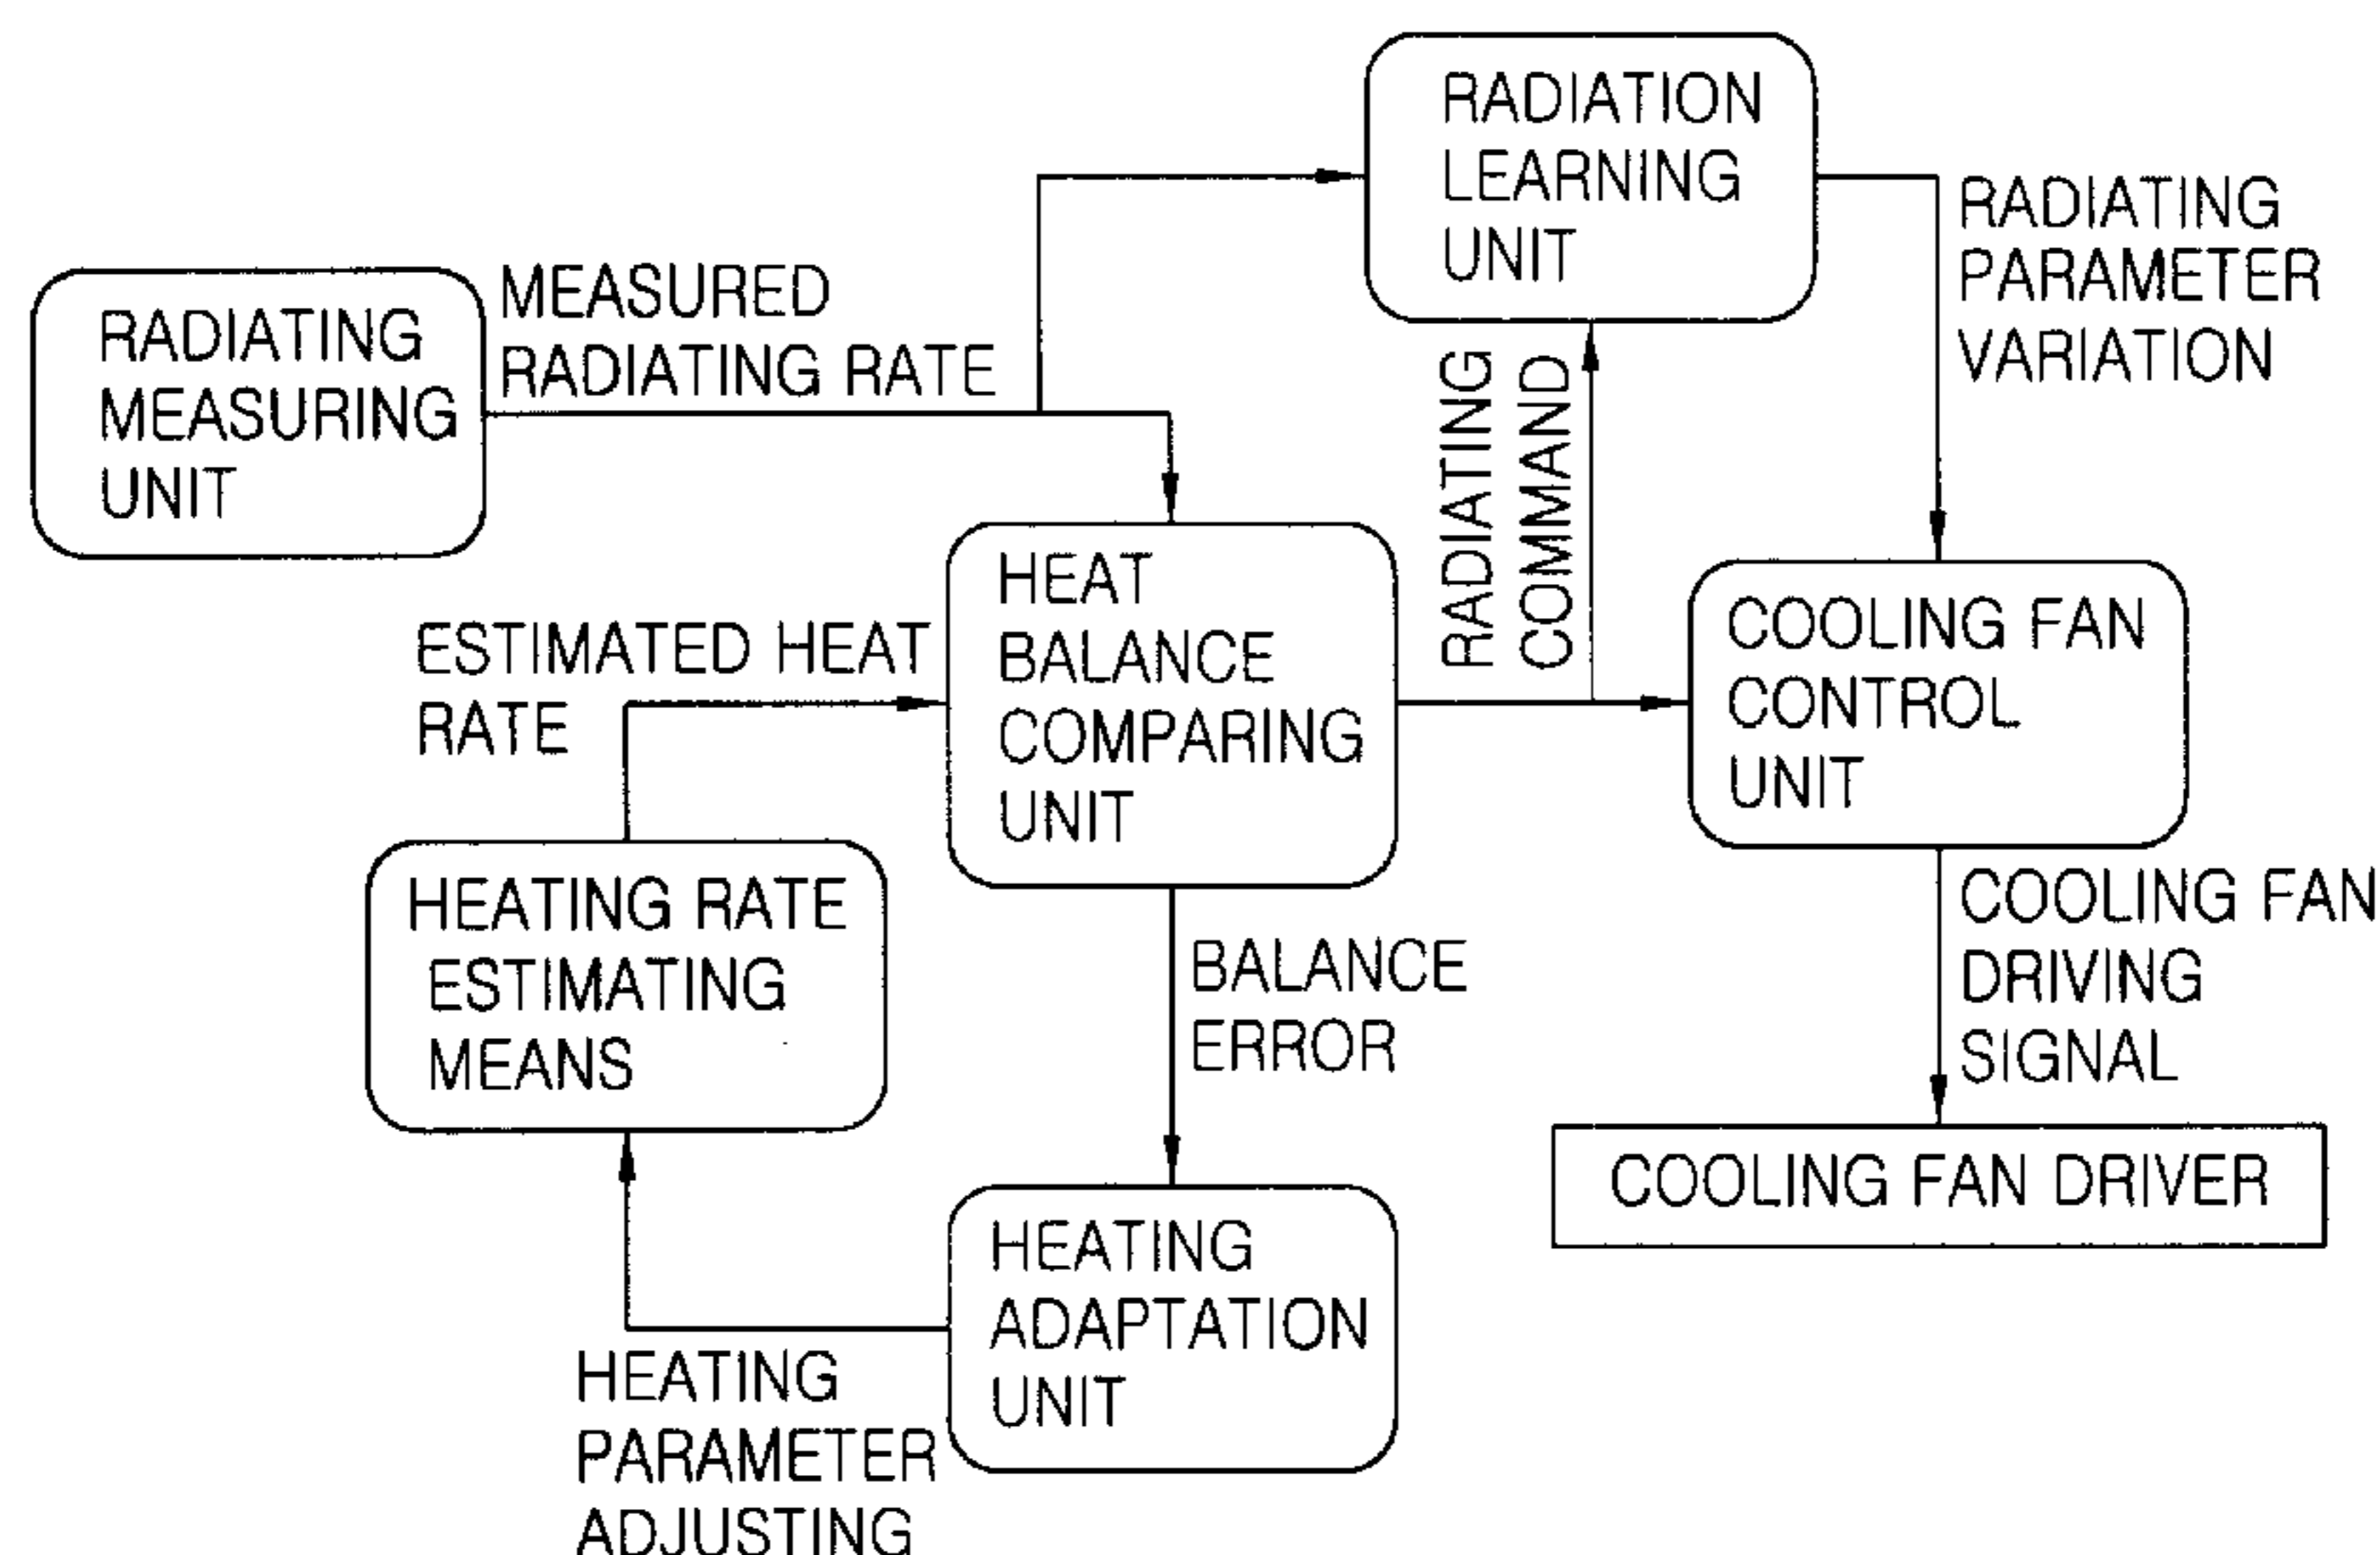 RADIATION
LEARNING
UNIT
RADIATING
PARAMETER
VARIATION
MEASURED
RADIATING RATE
RADIATING
MEASURING
UNIT
RADIATING
COMMAND
HEAT
BALANCE
COMPARING
UNIT
ESTIMATED HEAT
RATE
COOLING FAN
CONTROL
UNIT
HEATING RATE
ESTIMATING
MEANS
BALANCE
ERROR
COOLING FAN
DRIVING
SIGNAL
COOLING FAN DRIVER
HEATING
ADAPTATION
UNIT
HEATING
PARAMETER
ADJUSTING